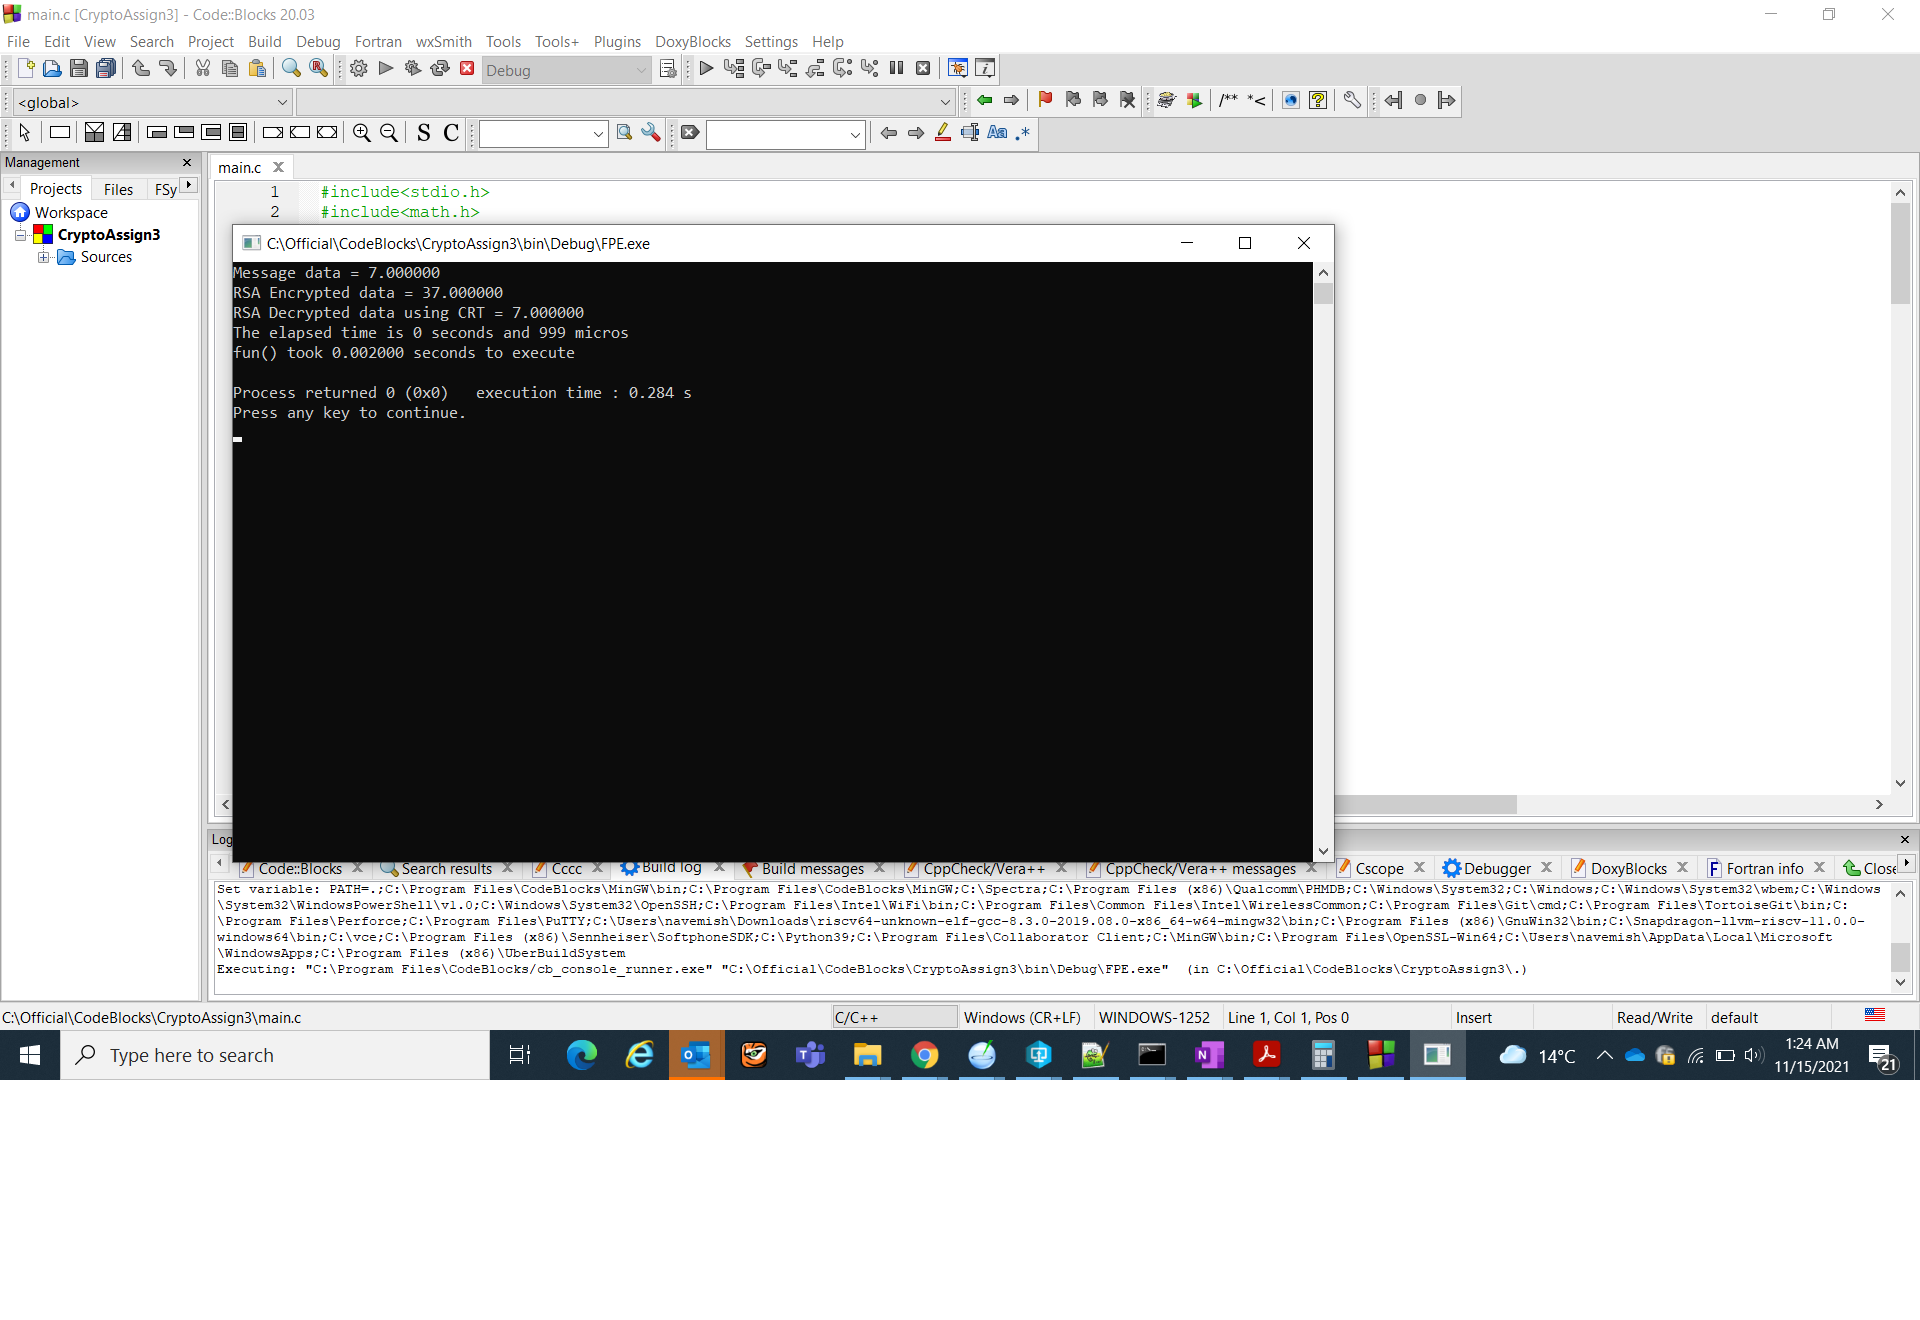 main.c [CryptoAssign3] - Code::Blocks 20.03
File Edit View Search Project Build Debug Fortran wxSmith Tools Tools+ Plugins DoxyBlocks Settings Help
Debug
<global>
/** *<
S C
Aa .*
Management
main.c
Projects Files FSy
1 #include<stdio.h>
2 #include<math.h>
Workspace
CryptoAssign3
Sources
C:\Official\CodeBlocks\CryptoAssign3\bin\Debug\FPE.exe
Message data = 7.000000
RSA Encrypted data = 37.000000
RSA Decrypted data using CRT = 7.000000
The elapsed time is 0 seconds and 999 micros
fun() took 0.002000 seconds to execute
Process returned 0 (0x0)   execution time : 0.284 s
Press any key to continue.
Log
Code::Blocks Search results Cccc Build log Build messages CppCheck/Vera++ CppCheck/Vera++ messages Cscope Debugger DoxyBlocks Fortran info Close
Set variable: PATH=.;C:\Program Files\CodeBlocks\MinGW\bin;C:\Program Files\CodeBlocks\MinGW;C:\Spectra;C:\Program Files (x86)\Qualcomm\PHMDB;C:\Windows\System32;C:\Windows;C:\Windows\System32\wbem;C:\Windows
\System32\WindowsPowerShell\v1.0;C:\Windows\System32\OpenSSH;C:\Program Files\Intel\WiFi\bin;C:\Program Files\Common Files\Intel\WirelessCommon;C:\Program Files\Git\cmd;C:\Program Files\TortoiseGit\bin;C:
\Program Files\Perforce;C:\Program Files\PuTTY;C:\Users\navemish\Downloads\riscv64-unknown-elf-gcc-8.3.0-2019.08.0-x86_64-w64-mingw32\bin;C:\Program Files (x86)\GnuWin32\bin;C:\Snapdragon-llvm-riscv-11.0.0-
windows64\bin;C:\vce;C:\Program Files (x86)\Sennheiser\SoftphoneSDK;C:\Python39;C:\Program Files\Collaborator Client;C:\MinGW\bin;C:\Program Files\OpenSSL-Win64;C:\Users\navemish\AppData\Local\Microsoft
\WindowsApps;C:\Program Files (x86)\UberBuildSystem
Executing: "C:\Program Files\CodeBlocks/cb_console_runner.exe" "C:\Official\CodeBlocks\CryptoAssign3\bin\Debug\FPE.exe"  (in C:\Official\CodeBlocks\CryptoAssign3\.)
C:\Official\CodeBlocks\CryptoAssign3\main.c C/C++ Windows (CR+LF) WINDOWS-1252 Line 1, Col 1, Pos 0 Insert Read/Write default
Type here to search
14°C
1:24 AM
11/15/2021
21